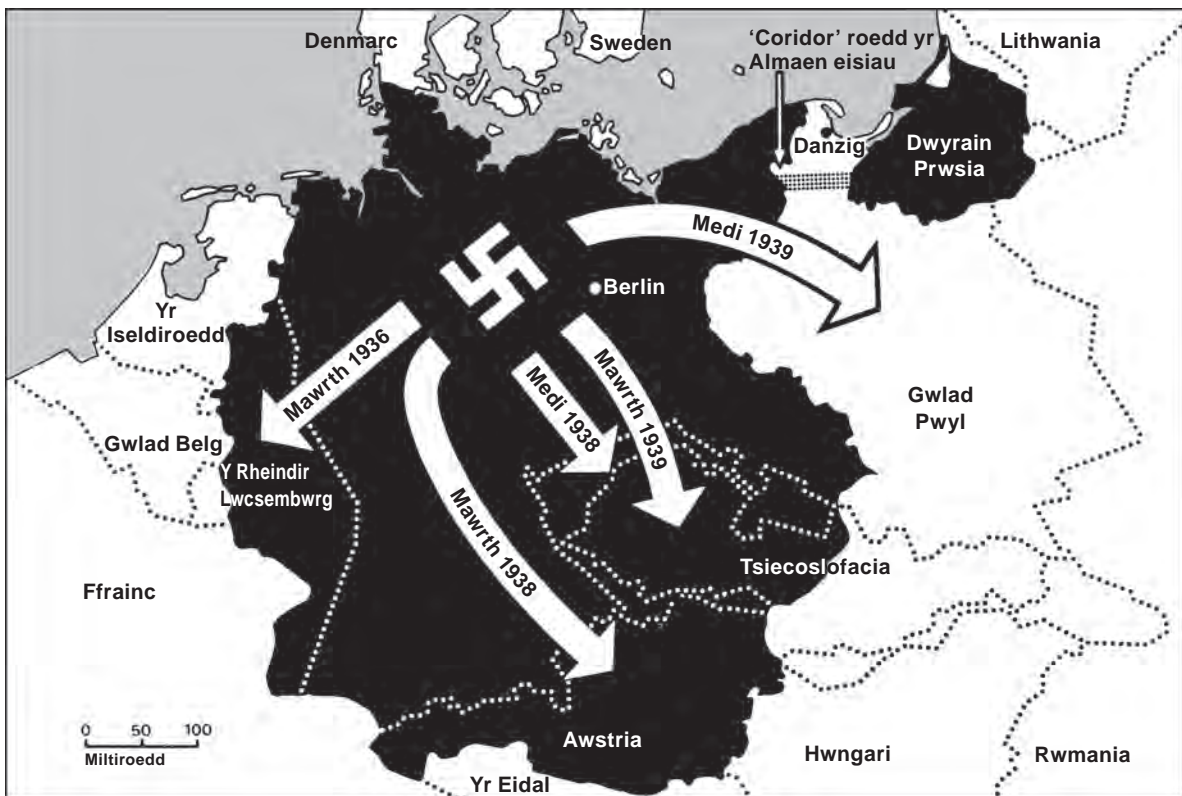 Denmarc
Sweden
‘Coridor’ roedd yr
Almaen eisiau
Lithwania
Danzig
Dwyrain
Prwsia
Medi 1939
Berlin
Yr
Iseldiroedd
Mawrth 1936
Medi 1938
Mawrth 1939
Gwlad
Pwyl
Gwlad Belg
Y Rheindir
Lwcsembwrg
Mawrth 1938
Tsiecoslofacia
Ffrainc
0 50 100
Miltiroedd
Awstria
Hwngari
Rwmania
Yr Eidal